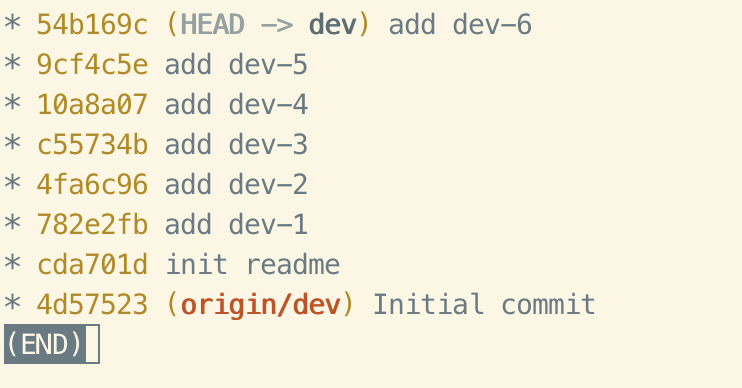 * 54b169c (HEAD -> dev) add dev-6
* 9cf4c5e add dev-5
* 10a8a07 add dev-4
* c55734b add dev-3
* 4fa6c96 add dev-2
* 782e2fb add dev-1
* cda701d init readme
* 4d57523 (origin/dev) Initial commit
(END)